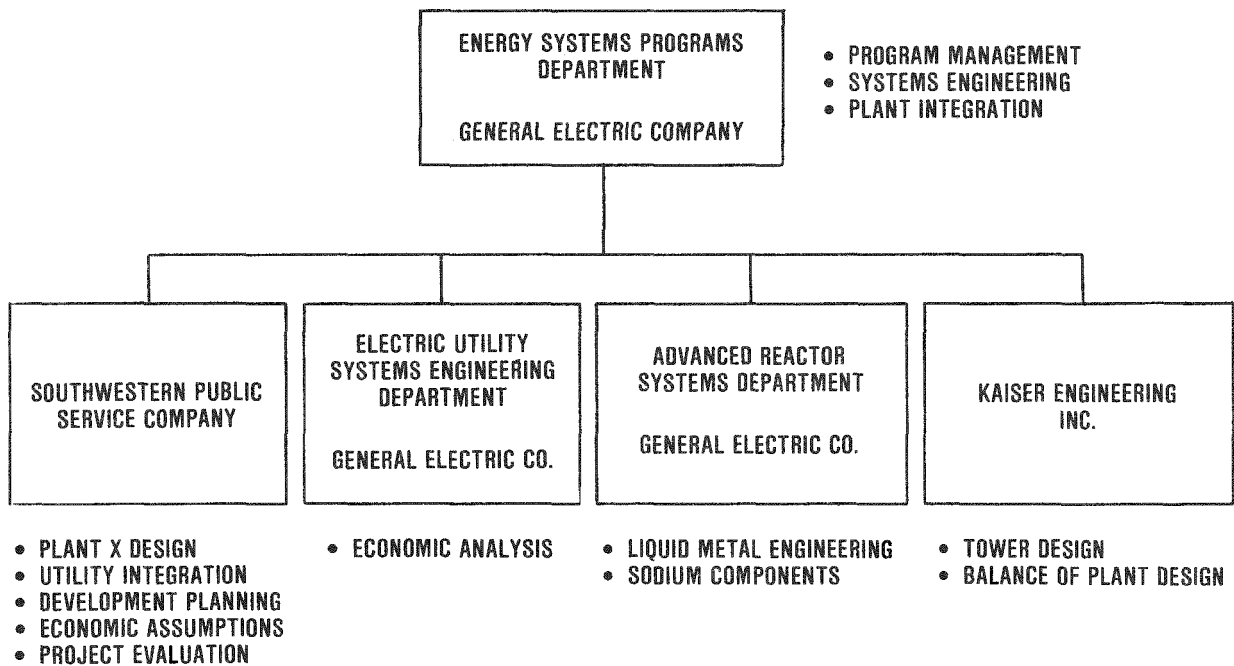 ENERGY SYSTEMS PROGRAMS
DEPARTMENT
GENERAL ELECTRIC COMPANY
• PROGRAM MANAGEMENT
• SYSTEMS ENGINEERING
• PLANT INTEGRATION
SOUTHWESTERN PUBLIC
SERVICE COMPANY
• PLANT X DESIGN
• UTILITY INTEGRATION
• DEVELOPMENT PLANNING
• ECONOMIC ASSUMPTIONS
• PROJECT EVALUATION
ELECTRIC UTILITY
SYSTEMS ENGINEERING
DEPARTMENT
GENERAL ELECTRIC CO.
• ECONOMIC ANALYSIS
ADVANCED REACTOR
SYSTEMS DEPARTMENT
GENERAL ELECTRIC CO.
• LIQUID METAL ENGINEERING
• SODIUM COMPONENTS
KAISER ENGINEERING
INC.
• TOWER DESIGN
• BALANCE OF PLANT DESIGN